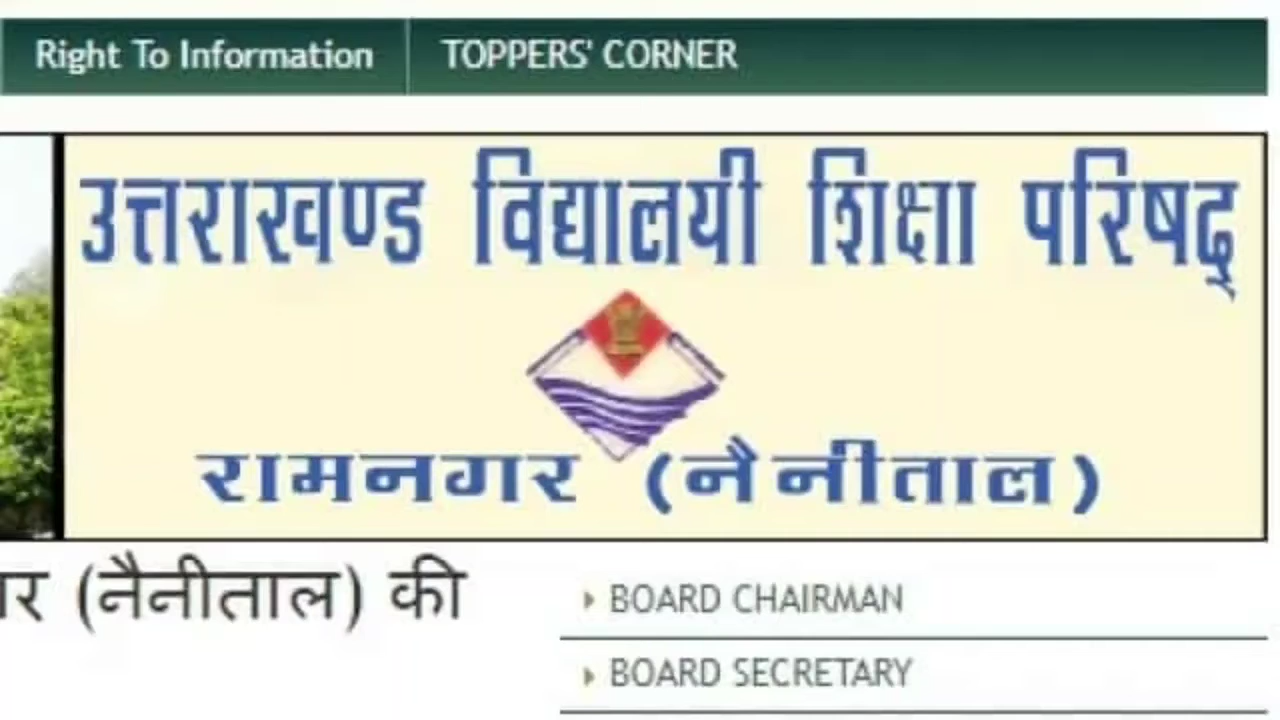 Right To Information TOPPERS' CORNER
उत्तराखण्ड विद्यालयी शिक्षा परिषद्
रामनगर (नैनीताल)
(नैनीताल) की
BOARD CHAIRMAN
BOARD SECRETARY